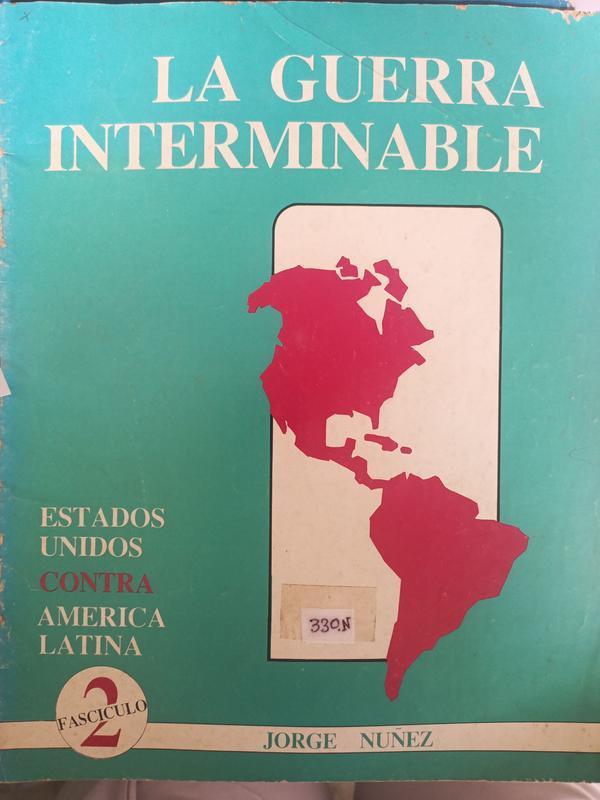 LA GUERRA
INTERMINABLE
ESTADOS
UNIDOS
CONTRA
AMERICA
LATINA
330.N
2
FASCICULO
JORGE NUÑEZ